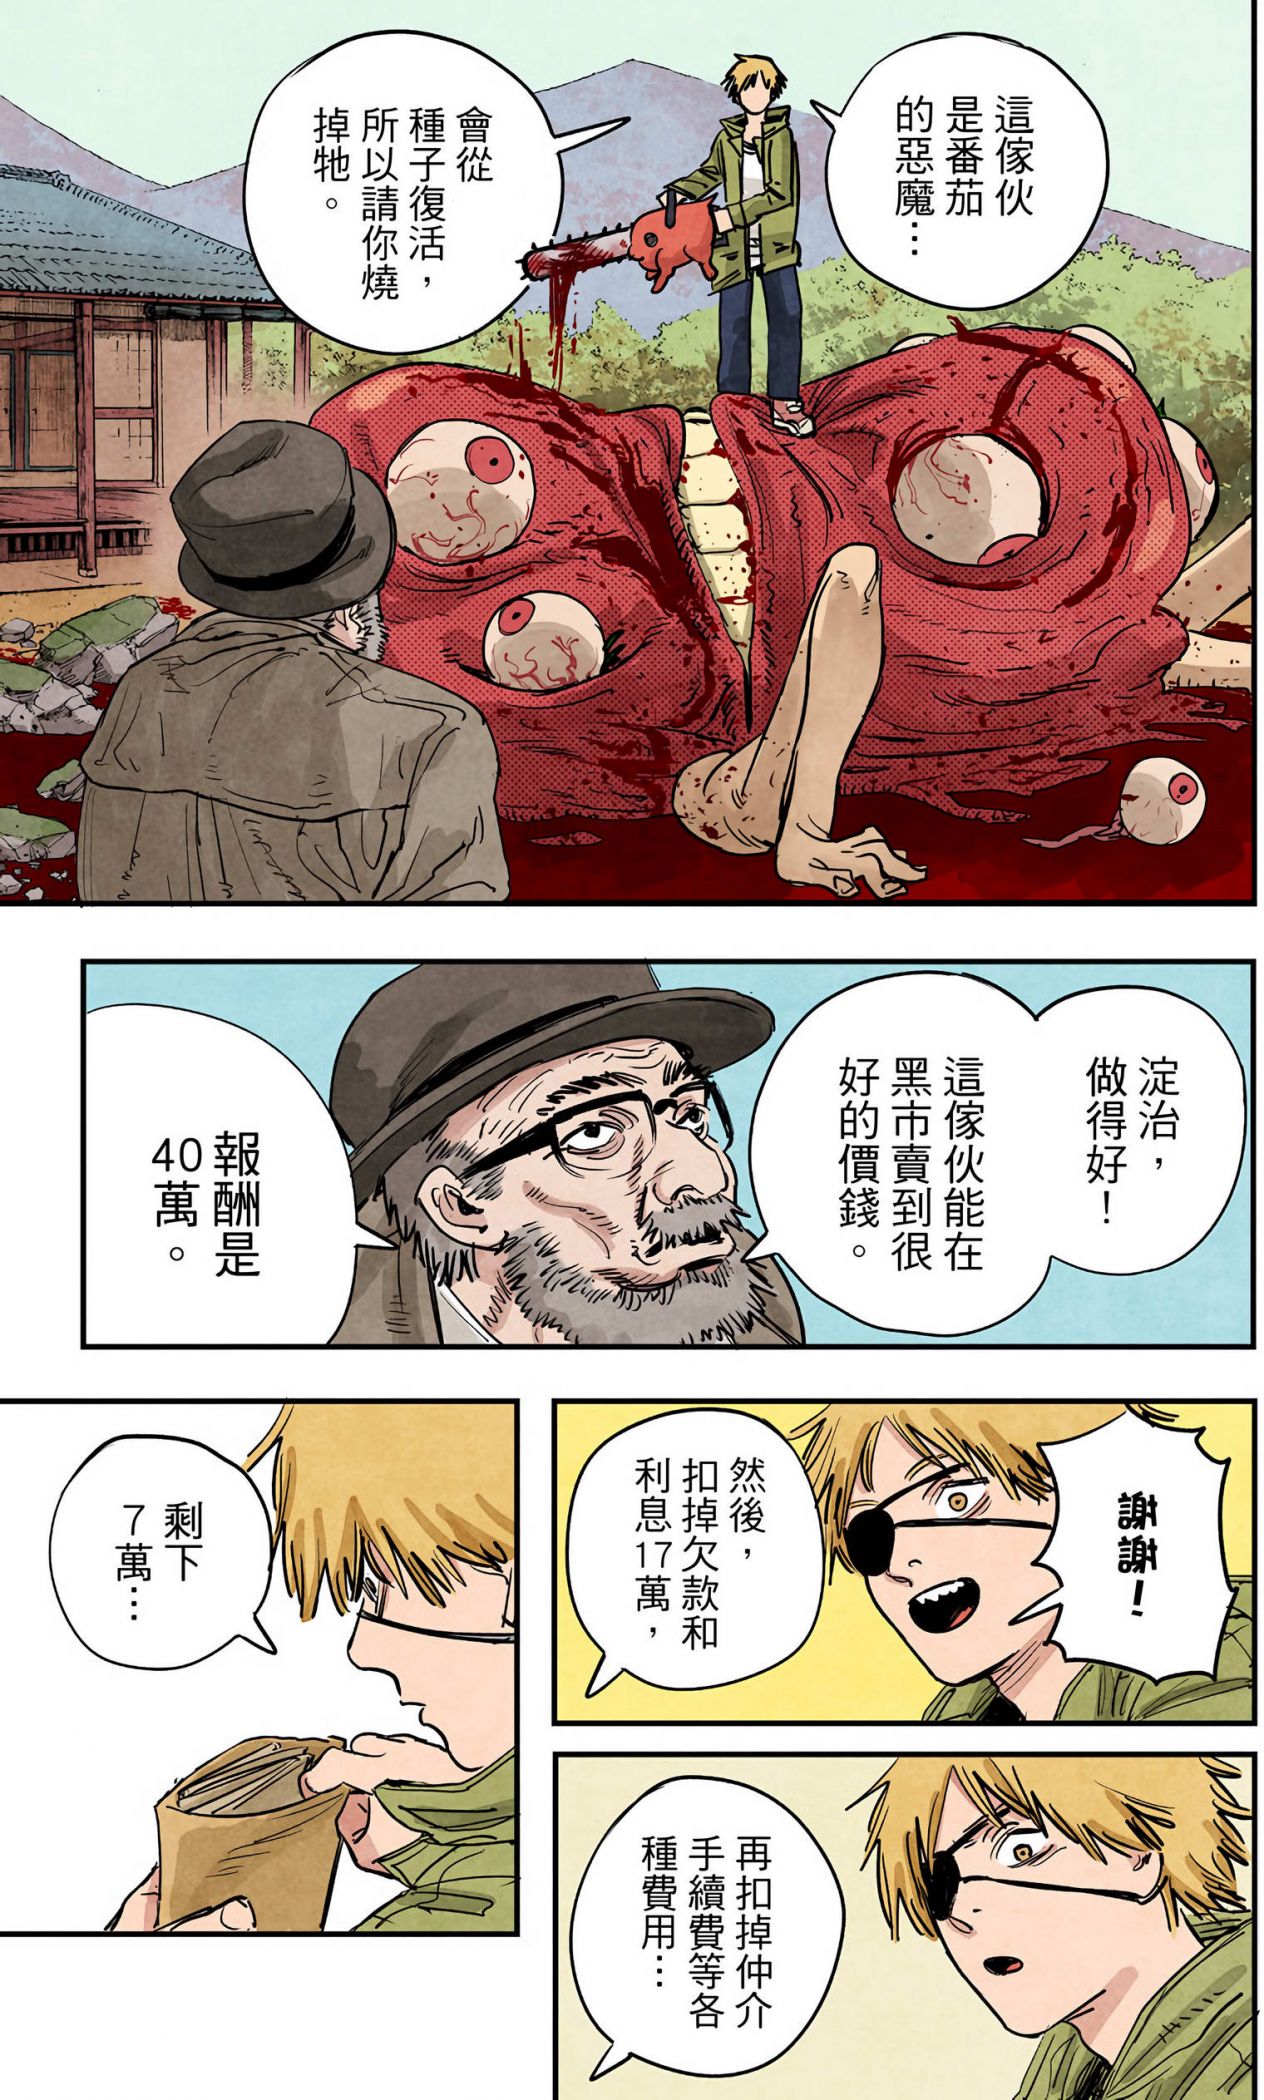 這傢伙
是番茄
的惡魔…
會從
種子復活，
所以請你燒
掉牠。
淀治，
做得好！
這傢伙能在
黑市賣到很
好的價錢。
報酬是
40萬。
謝謝！
然後，
扣掉欠款和
利息17萬，
再扣掉仲介
手續費等各
種費用…
剩下
7萬…